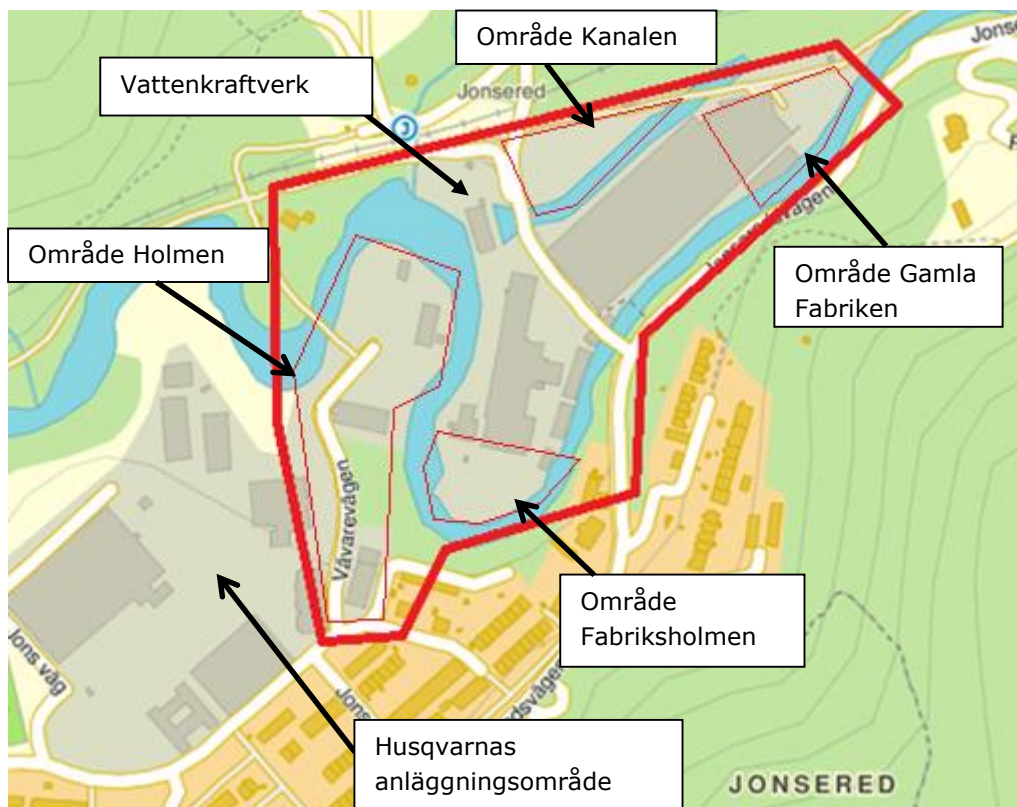 Område Kanalen
Vattenkraftverk
Jonsered
J
Område Holmen
Jonseredsvägen
Område Gamla
Fabriken
Vävarevägen
Område
Fabriksholmen
Jons väg
Husqvarnas
anläggningsområde
JONSERED